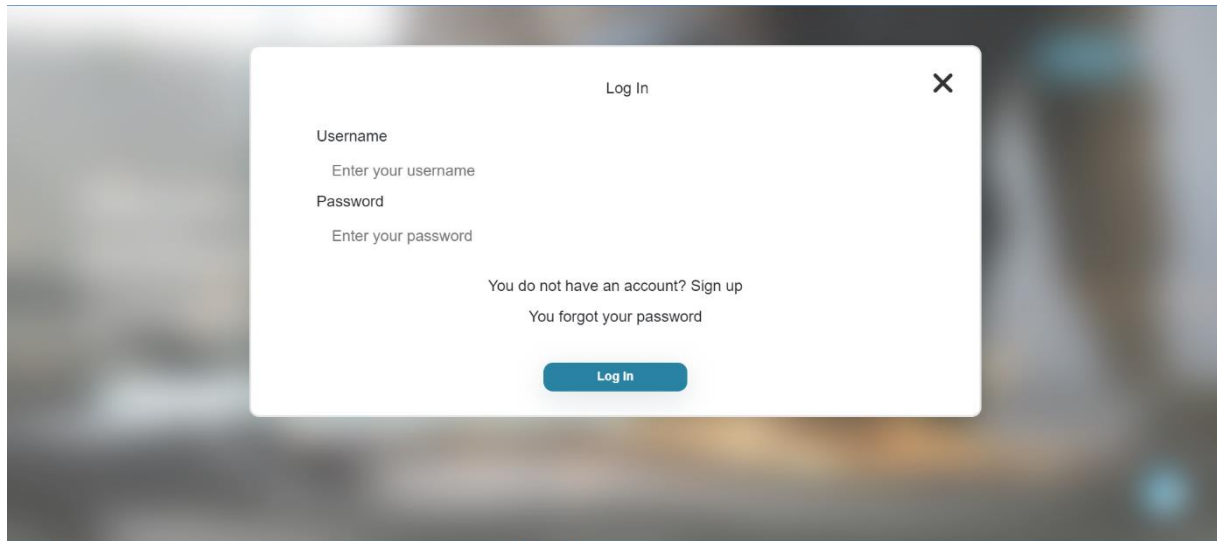 Log In
Username
Enter your username
Password
Enter your password
You do not have an account? Sign up
You forgot your password
Log In